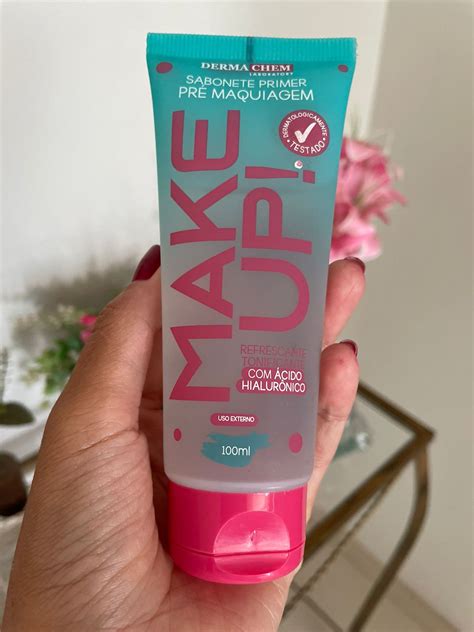 DERMA CHEM
LABORATORY
SABONETE PRIMER
PRÉ MAQUIAGEM
DERMATOLOGICAMENTE
TESTADO
MAKE
UP!
REFRESCANTE
TONIFICANTE
COM ÁCIDO
HIALURÔNICO
USO EXTERNO
100ml